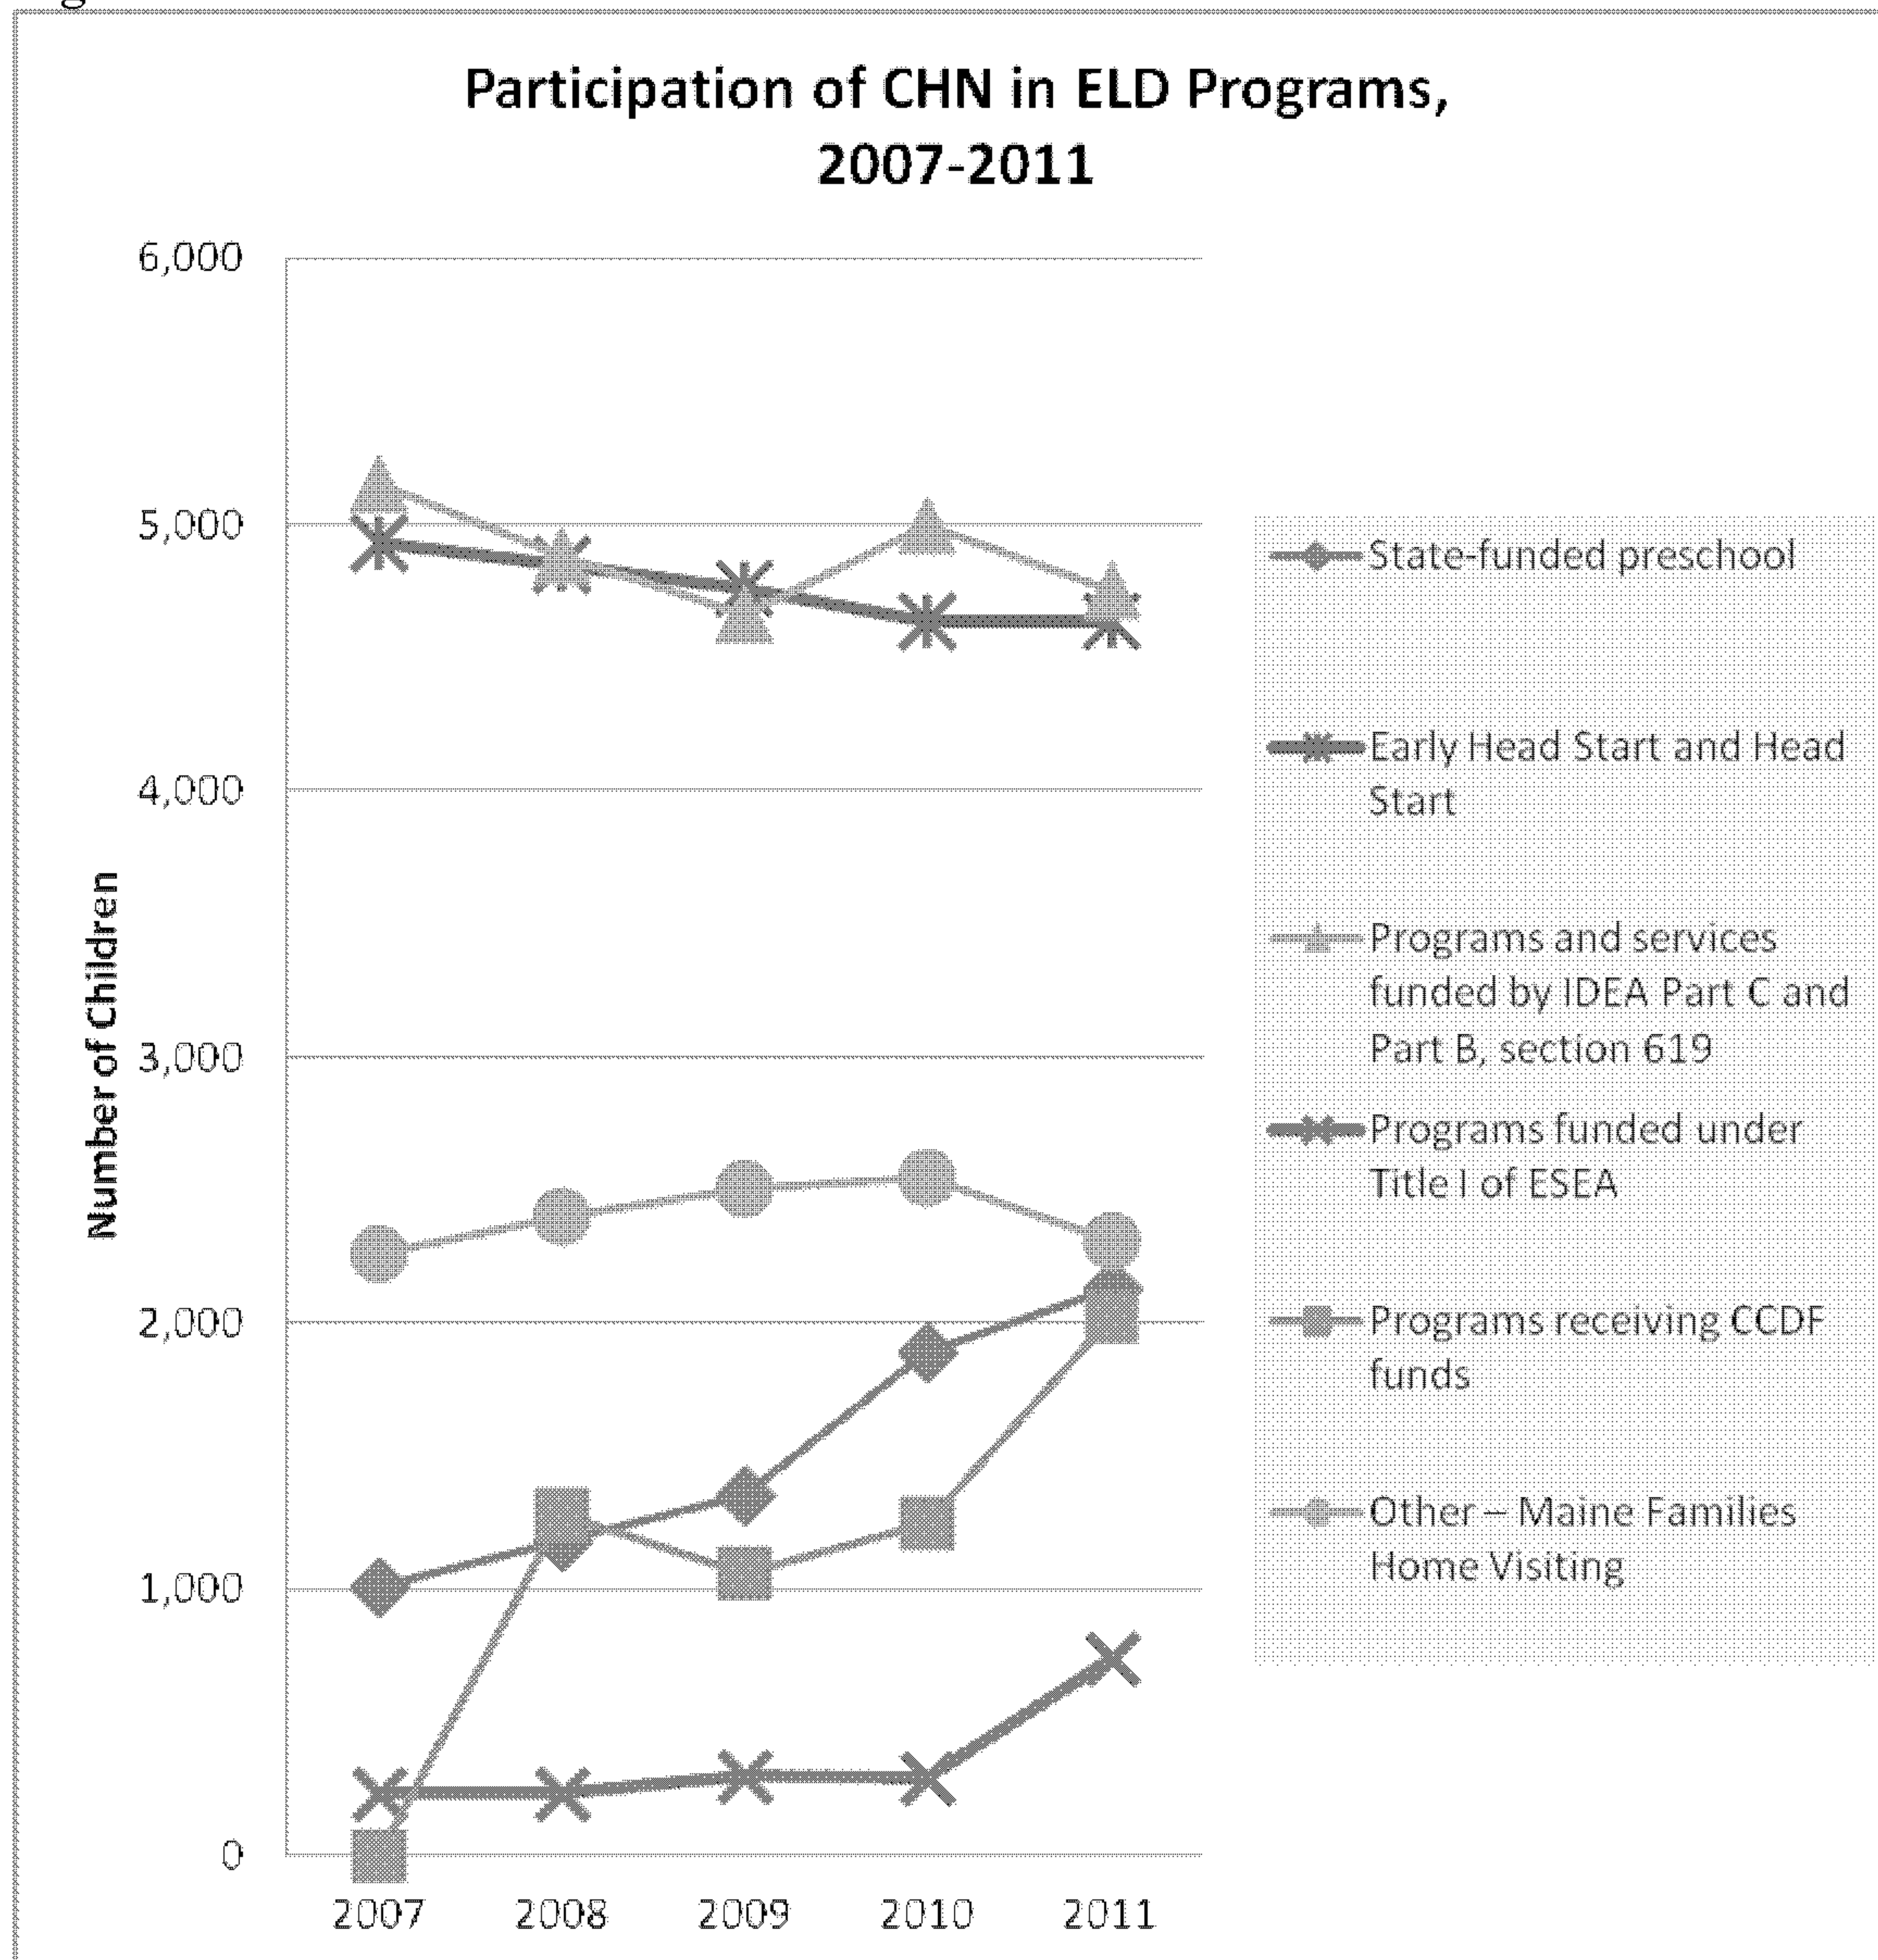 Participation of CHN in ELD Programs,
2007-2011
6,000
5,000
4,000
3,000
2,000
1,000
0
Number of Children
2007 2008 2009 2010 2011
State-funded preschool
Early Head Start and Head
Start
Programs and services
funded by IDEA Part C and
Part B, section 619
Programs funded under
Title I of ESEA
Programs receiving CCDF
funds
Other – Maine Families
Home Visiting